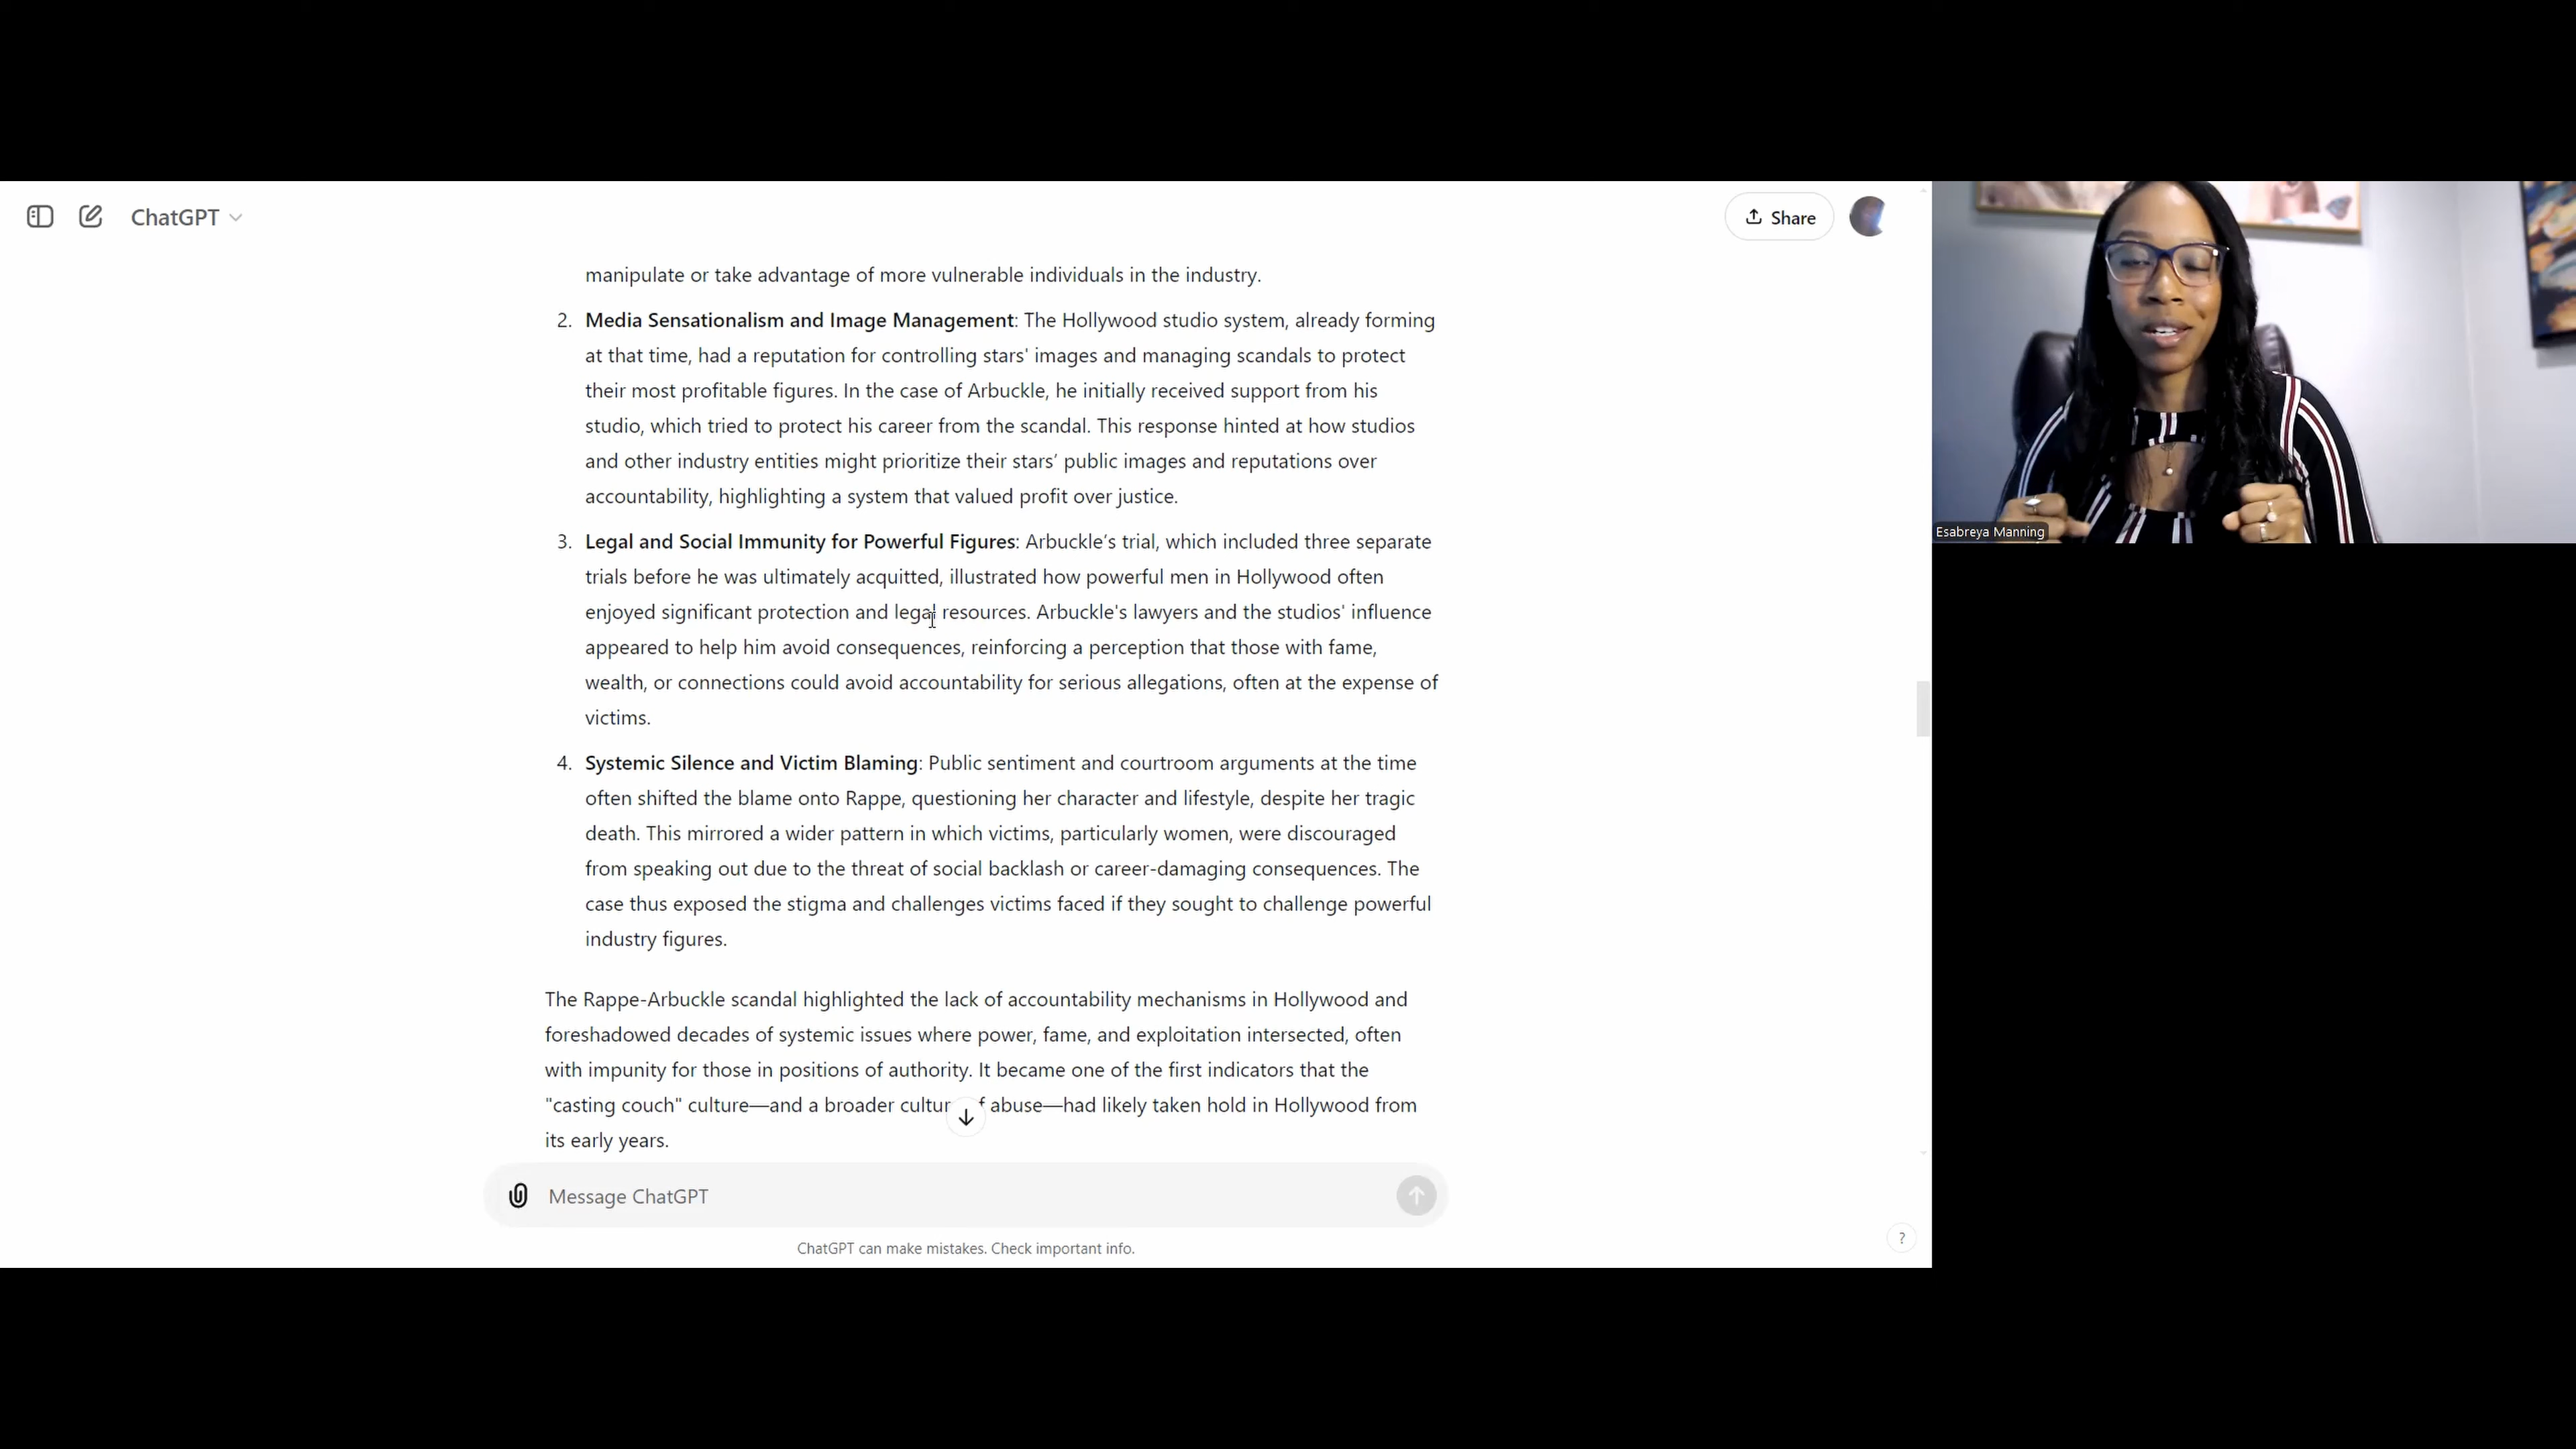 ChatGPT
Share
manipulate or take advantage of more vulnerable individuals in the industry.
2. Media Sensationalism and Image Management: The Hollywood studio system, already forming
at that time, had a reputation for controlling stars' images and managing scandals to protect
their most profitable figures. In the case of Arbuckle, he initially received support from his
studio, which tried to protect his career from the scandal. This response hinted at how studios
and other industry entities might prioritize their stars’ public images and reputations over
accountability, highlighting a system that valued profit over justice.
3. Legal and Social Immunity for Powerful Figures: Arbuckle’s trial, which included three separate
trials before he was ultimately acquitted, illustrated how powerful men in Hollywood often
enjoyed significant protection and legal resources. Arbuckle's lawyers and the studios' influence
appeared to help him avoid consequences, reinforcing a perception that those with fame,
wealth, or connections could avoid accountability for serious allegations, often at the expense of
victims.
4. Systemic Silence and Victim Blaming: Public sentiment and courtroom arguments at the time
often shifted the blame onto Rappe, questioning her character and lifestyle, despite her tragic
death. This mirrored a wider pattern in which victims, particularly women, were discouraged
from speaking out due to the threat of social backlash or career-damaging consequences. The
case thus exposed the stigma and challenges victims faced if they sought to challenge powerful
industry figures.
The Rappe-Arbuckle scandal highlighted the lack of accountability mechanisms in Hollywood and
foreshadowed decades of systemic issues where power, fame, and exploitation intersected, often
with impunity for those in positions of authority. It became one of the first indicators that the
"casting couch" culture—and a broader culture of abuse—had likely taken hold in Hollywood from
its early years.
Message ChatGPT
ChatGPT can make mistakes. Check important info.
?
Esabreya Manning